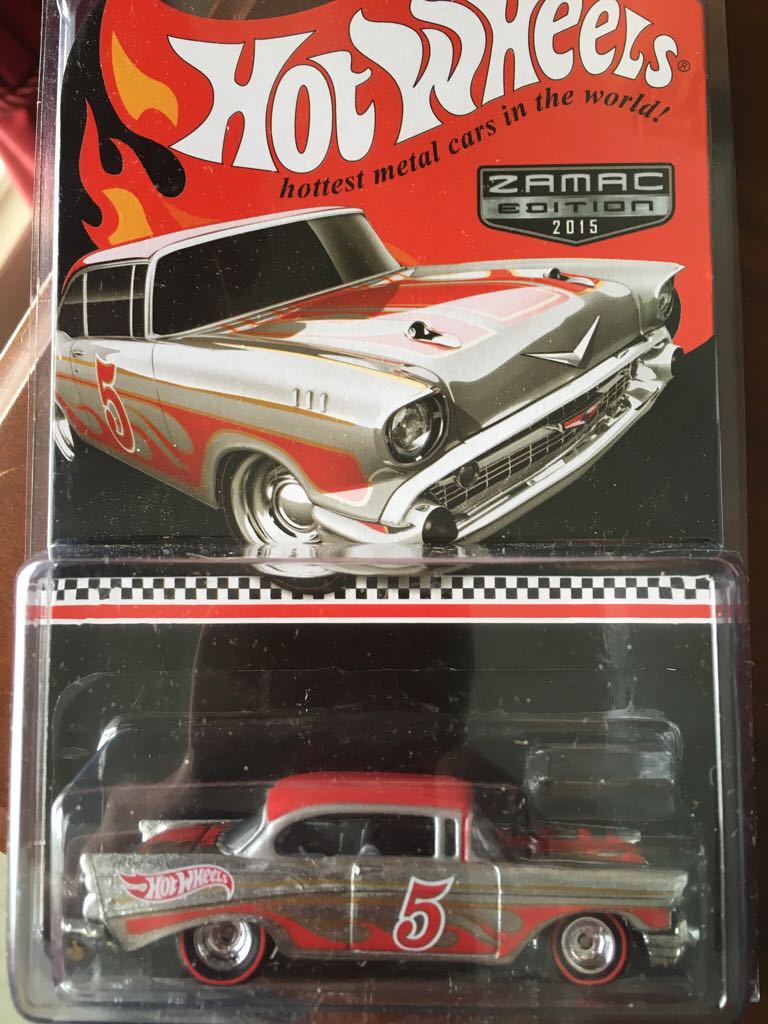 HOT WHEELS®
hottest metal cars in the world!
ZAMAC
EDITION
2015
5
HOT WHEELS
5